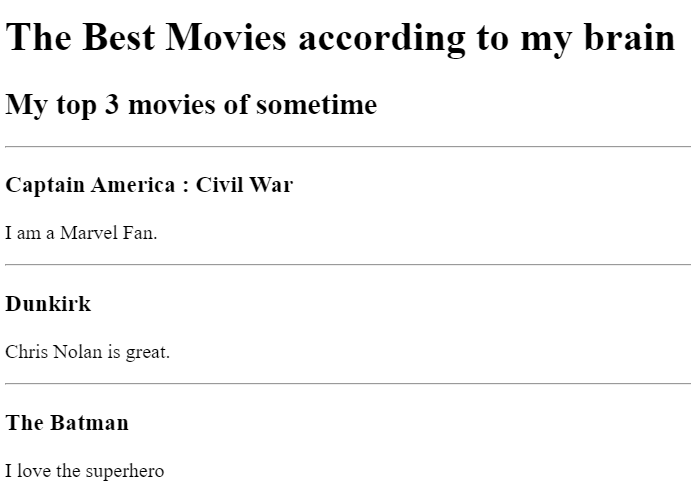 The Best Movies according to my brain
My top 3 movies of sometime
Captain America : Civil War
I am a Marvel Fan.
Dunkirk
Chris Nolan is great.
The Batman
I love the superhero